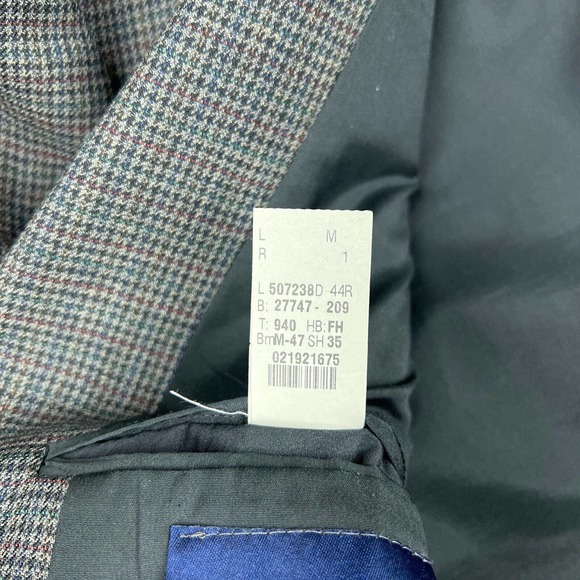 L M
R 1
L 507238D 44R
B: 27747- 209
T: 940 HB: FH
BmM-47 SH 35
021921675